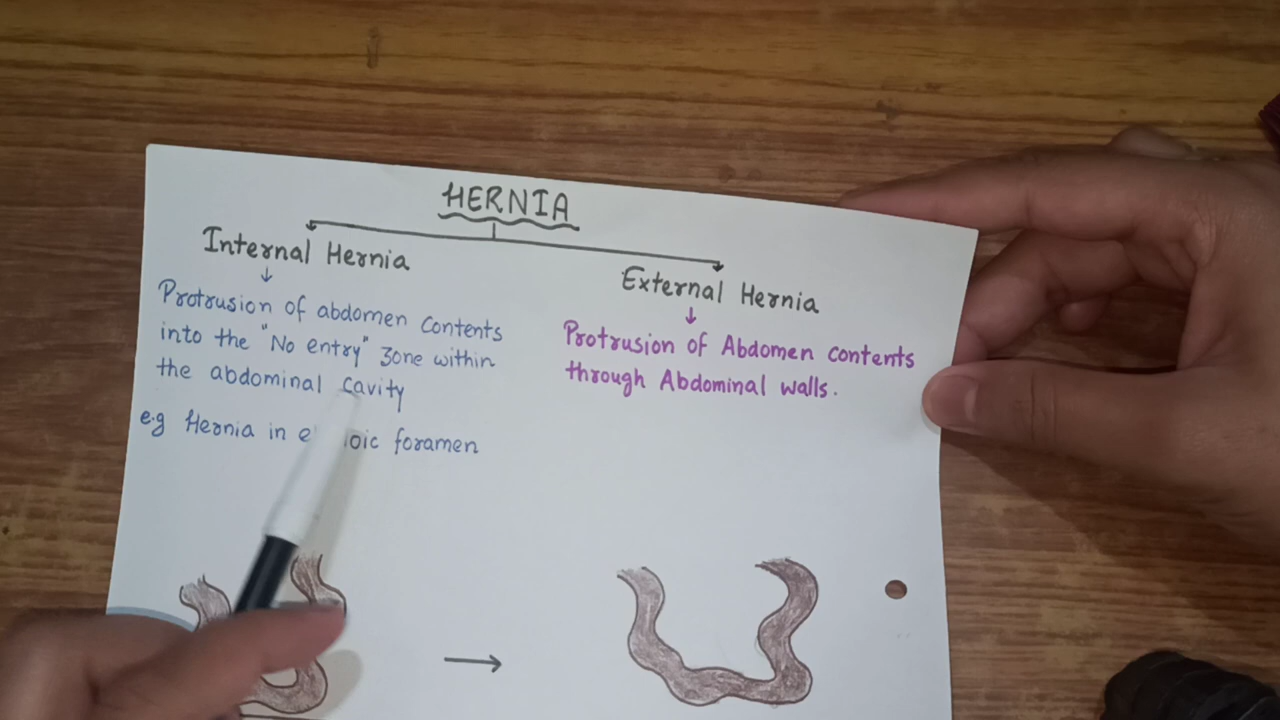 HERNIA
Internal Hernia
Protrusion of abdomen contents
into the "No entry" zone within
the abdominal cavity
e.g Hernia in foramen
External Hernia
Protrusion of Abdomen contents
through Abdominal walls.